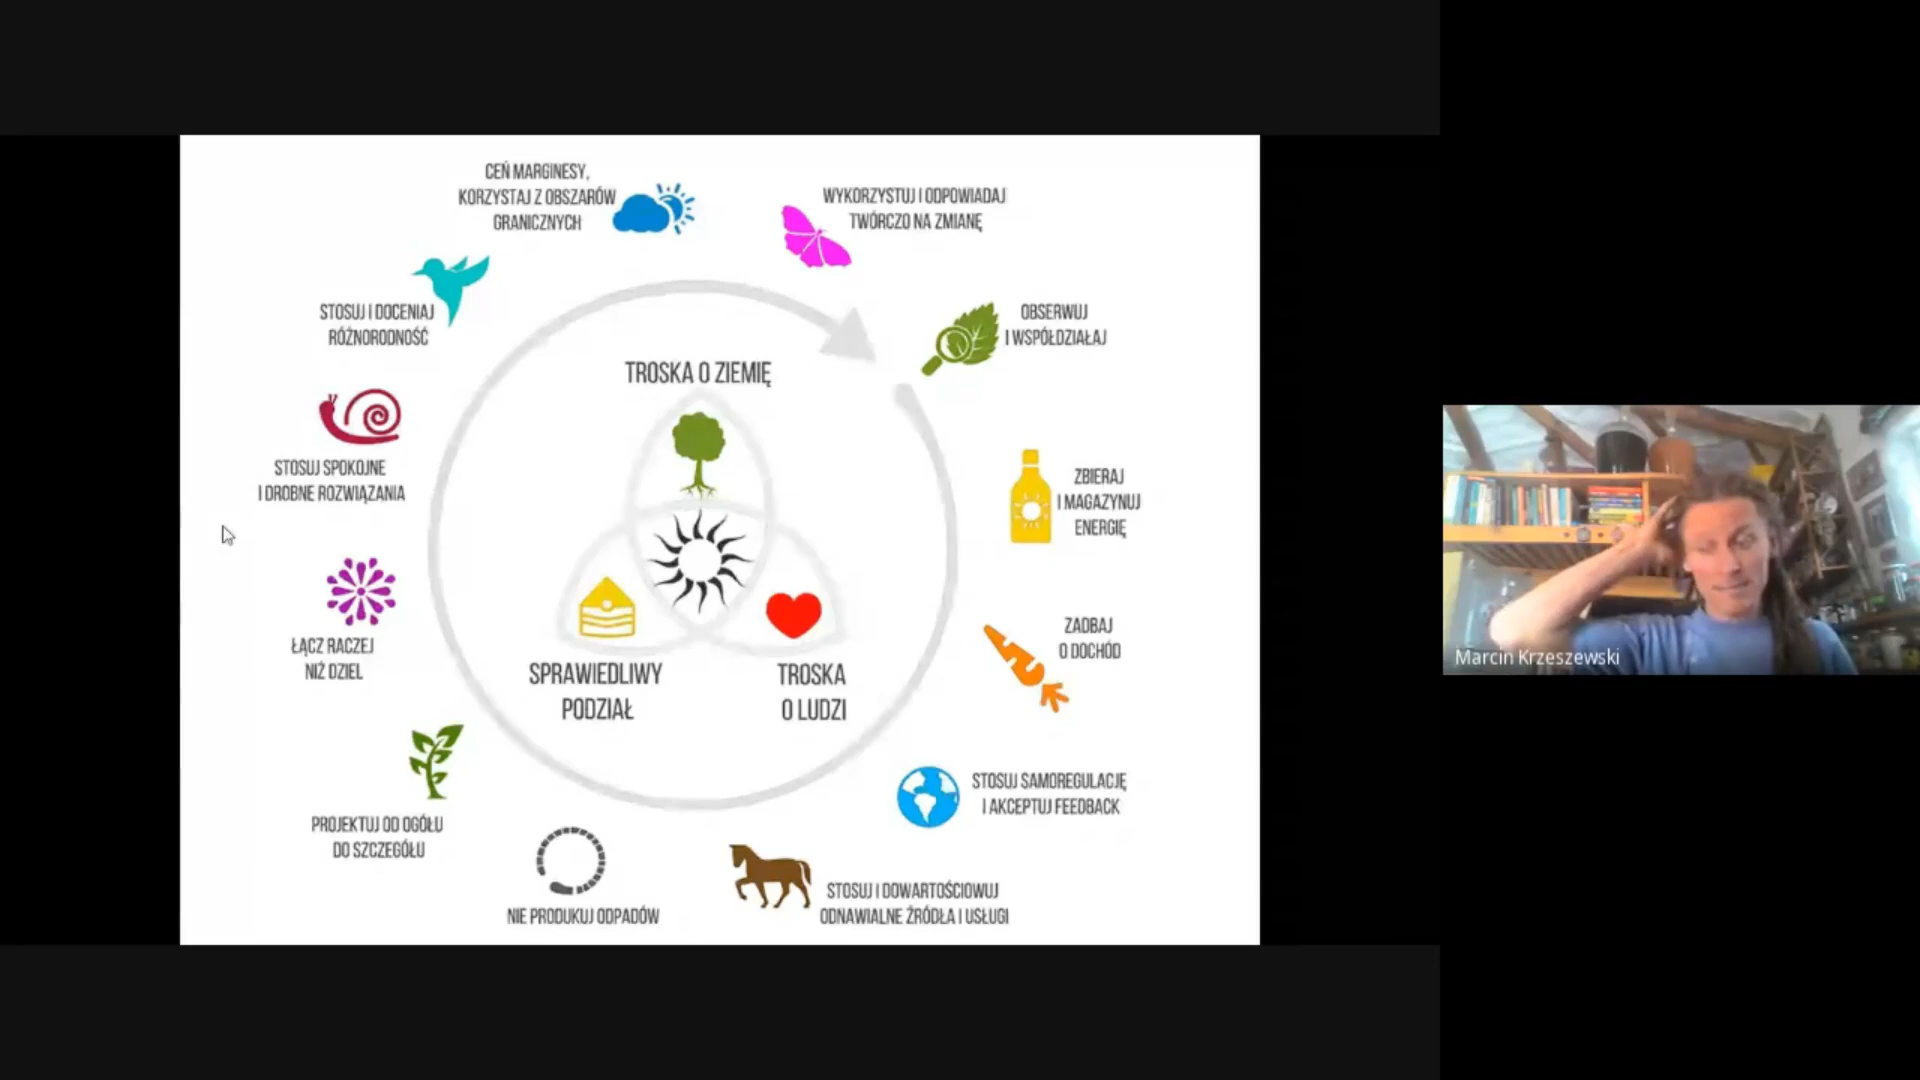 CEŃ MARGINESY,
KORZYSTAJ Z OBSZARÓW
GRANICZNYCH
WYKORZYSTUJ I ODPOWIADAJ
TWÓRCZO NA ZMIANĘ
OBSERWUJ
I WSPÓŁDZIAŁAJ
STOSUJ I DOCENIAJ
RÓŻNORODNOŚĆ
TROSKA O ZIEMIĘ
STOSUJ SPOKOJNE
I DROBNE ROZWIĄZANIA
ZBIERAJ
I MAGAZYNUJ
ENERGIĘ
ZADBAJ
O DOCHÓD
ŁĄCZ RACZEJ
NIŻ DZIEL
SPRAWIEDLIWY
PODZIAŁ
TROSKA
O LUDZI
STOSUJ SAMOREGULACJĘ
I AKCEPTUJ FEEDBACK
PROJEKTUJ OD OGÓŁU
DO SZCZEGÓŁU
NIE PRODUKUJ ODPADÓW
STOSUJ I DOWARTOŚCIOWUJ
ODNAWIALNE ŹRÓDŁA I USŁUGI
Marcin Krzeszewski